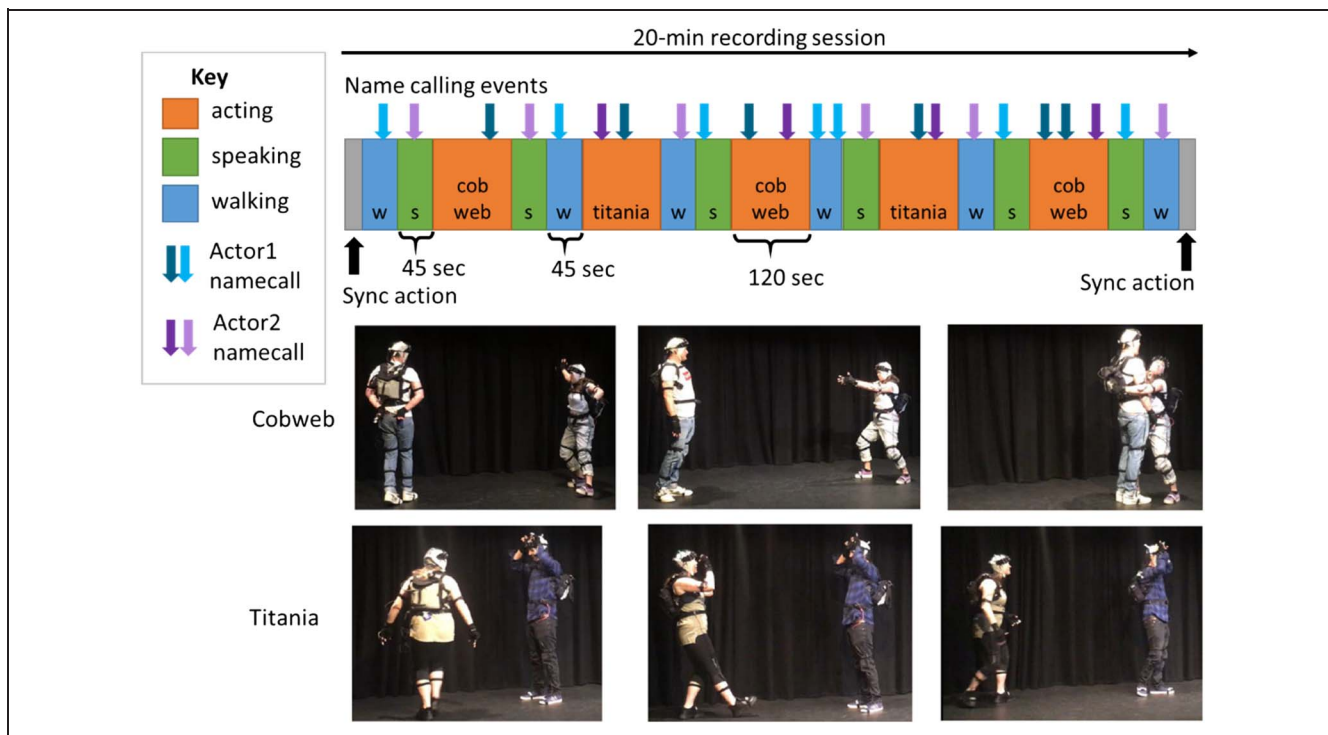 20-min recording session
Key
acting
speaking
walking
Actor1
namecall
Actor2
namecall
Name calling events
w
s
cob
web
s
w
titania
w
s
cob
web
w
s
titania
w
s
cob
web
s
w
45 sec
45 sec
120 sec
Sync action
Sync action
Cobweb
Titania